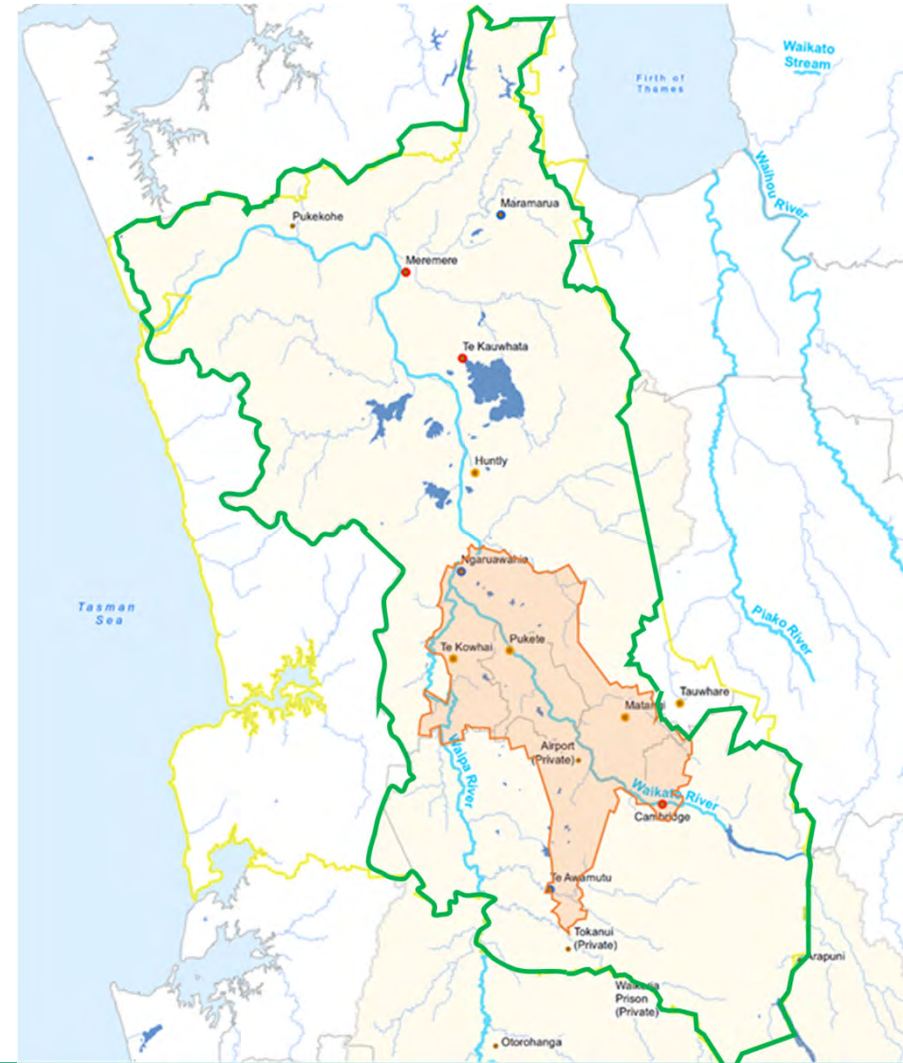 Waikato
Stream
Firth of
Thames
Waihou River
Maramarua
Pukekohe
Meremere
Te Kauwhata
Huntly
Ngaruawahia
Tasman
Sea
Piako River
Te Kowhai
Pukete
Tauwhare
Matangi
Airport
(Private)
Waipa River
Waikato River
Cambridge
Te Awamutu
Tokanui
(Private)
Arapuni
Waikeria
Prison
(Private)
Otorohanga